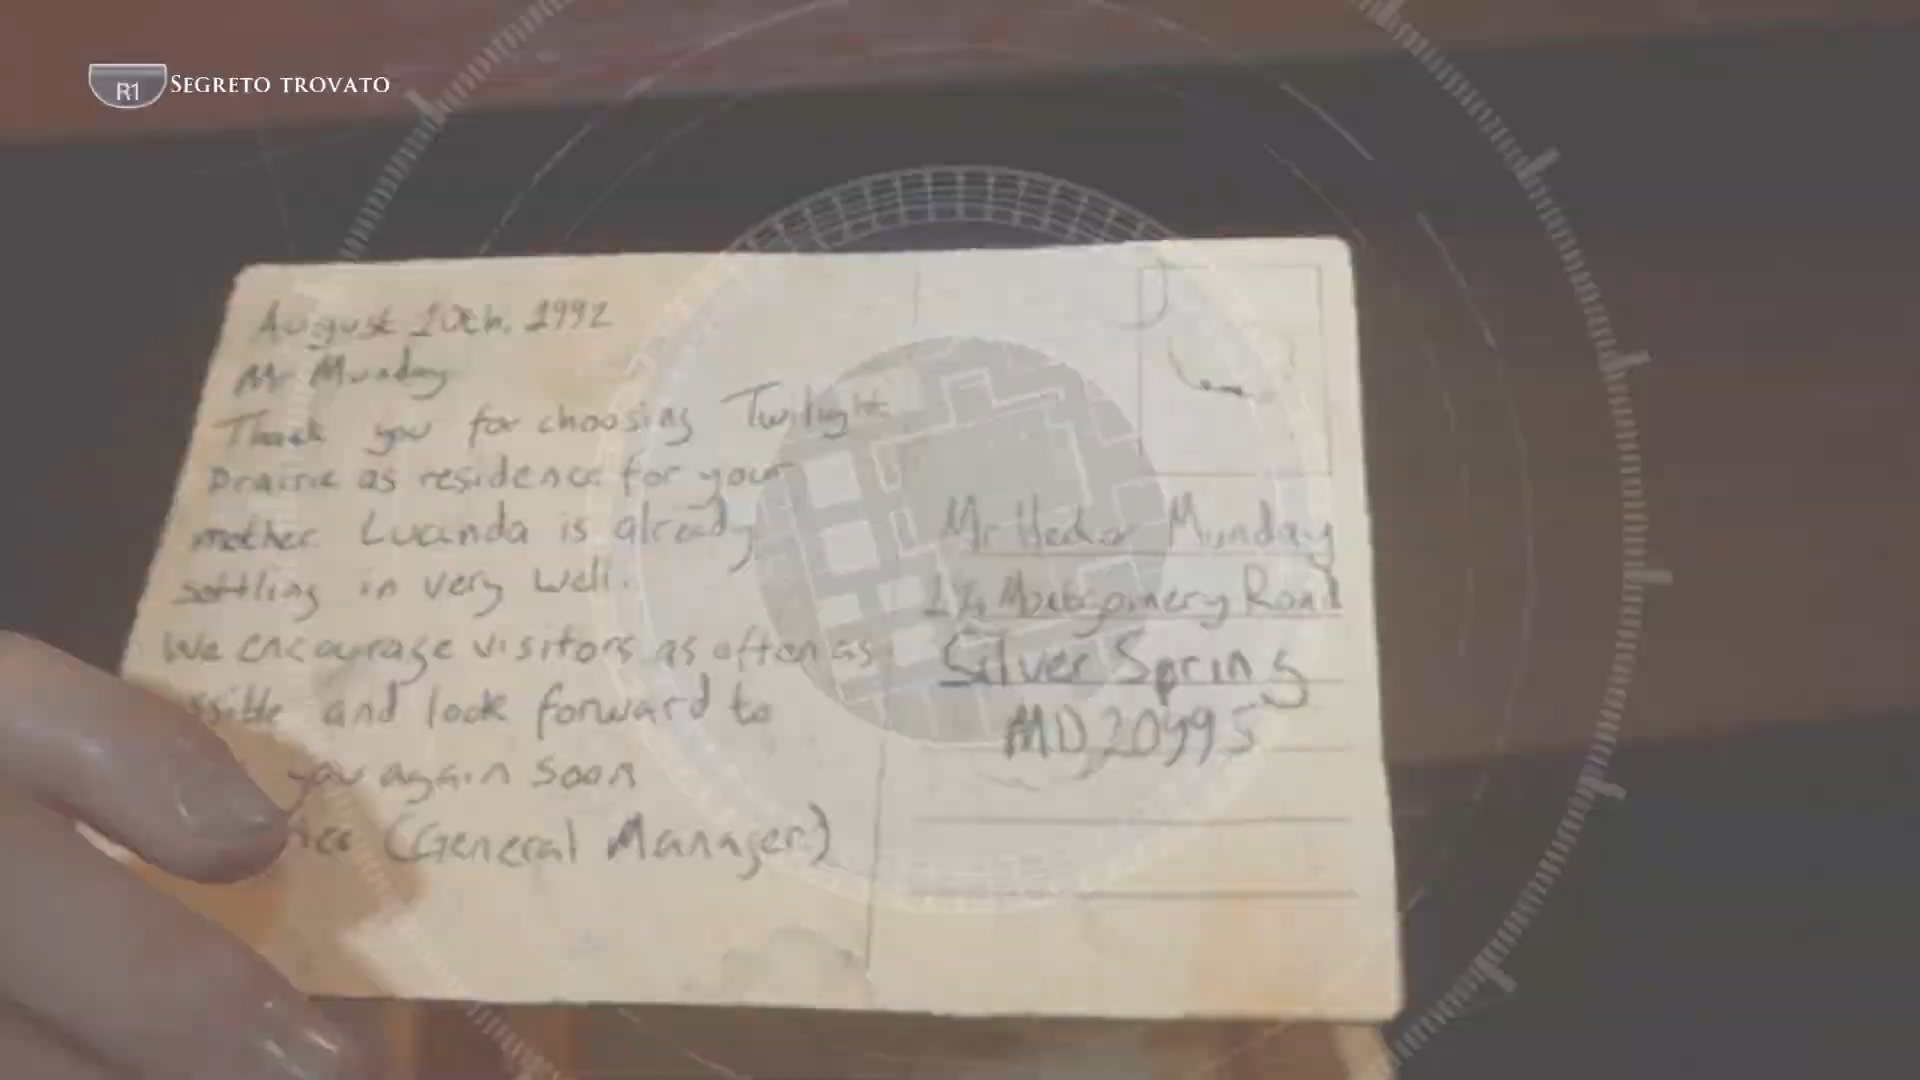 R1 Segreto trovato
August 10th, 1992
Mr Munday
Thank you for choosing Twilight
prairie as residence for your
mother. Lucinda is already
settling in very well.
We encourage visitors as often as
and look forward to
you again soon
(General Manager)
Mr Hector Munday
Montgomery Road
Silver Spring
MD 20995